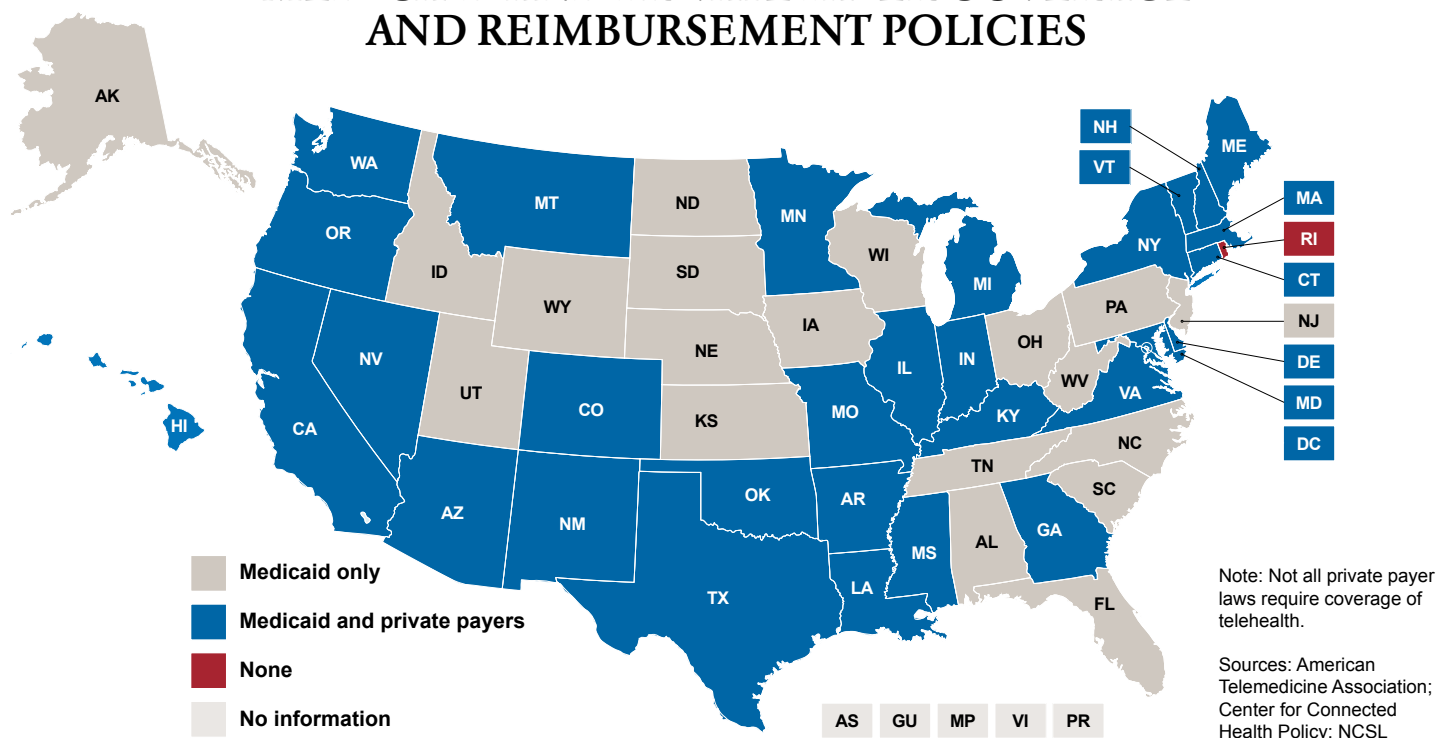 AND REIMBURSEMENT POLICIES
AK
WA
MT
ND
MN
OR
ID
WY
SD
WI
MI
NY
ME
NH
VT
MA
RI
CT
NJ
DE
MD
DC
NV
UT
CO
NE
IA
IL
IN
OH
PA
CA
KS
MO
KY
WV
VA
HI
AZ
NM
OK
AR
TN
NC
SC
TX
LA
MS
AL
GA
FL
Medicaid only
Medicaid and private payers
None
No information
AS
GU
MP
VI
PR
Note: Not all private payer
laws require coverage of
telehealth.
Sources: American
Telemedicine Association;
Center for Connected
Health Policy; NCSL